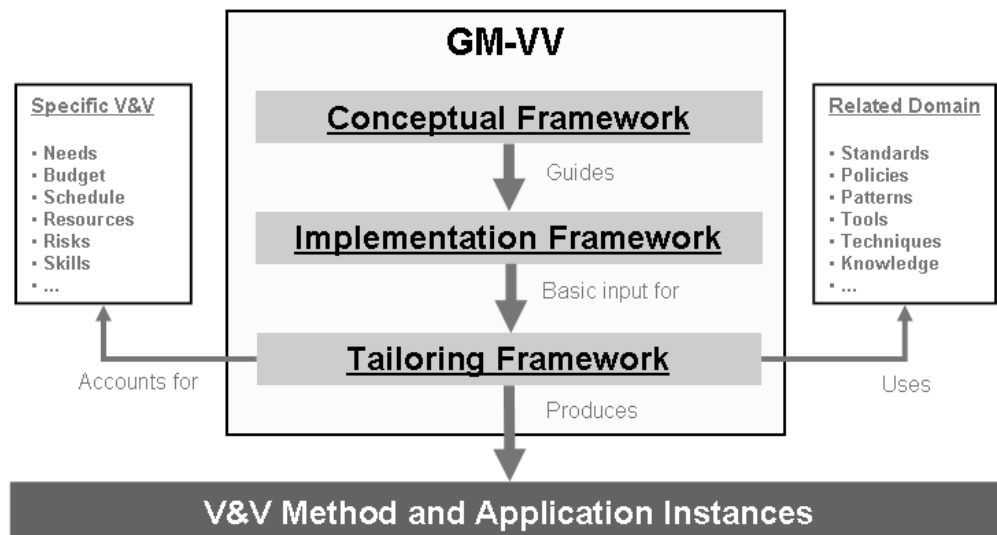 GM-VV
Specific V&V
• Needs
• Budget
• Schedule
• Resources
• Risks
• Skills
• ...
Conceptual Framework
Guides
Implementation Framework
Basic input for
Tailoring Framework
Related Domain
• Standards
• Policies
• Patterns
• Tools
• Techniques
• Knowledge
• ...
Accounts for
Produces
Uses
V&V Method and Application Instances